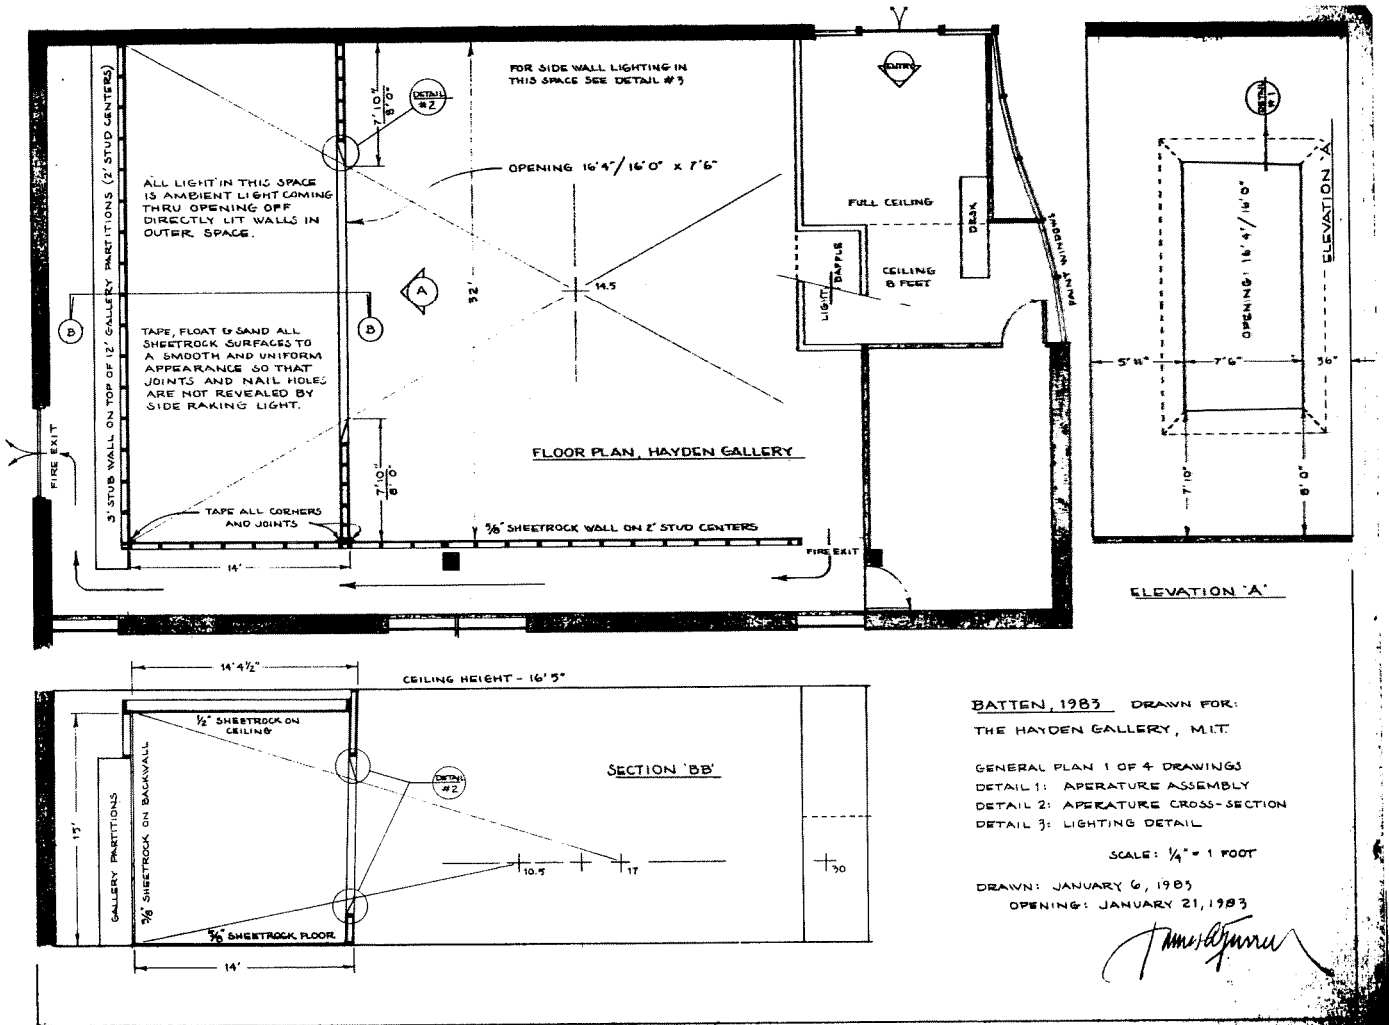 ENTRY
FOR SIDE WALL LIGHTING IN
THIS SPACE SEE DETAIL #3
DETAIL
#2
7'10"
8'0"
OPENING 16'4"/16'0" x 7'6"
3' STUB WALL ON TOP OF 12' GALLERY PARTITIONS (2' STUD CENTERS)
ALL LIGHT IN THIS SPACE
IS AMBIENT LIGHT COMING
THRU OPENING OFF
DIRECTLY LIT WALLS IN
OUTER SPACE.
FULL CEILING
DESK
CEILING
8 FEET
LIGHT BAFFLE
WINDOW
A
32'
14.5
B
B
TAPE, FLOAT & SAND ALL
SHEETROCK SURFACES TO
A SMOOTH AND UNIFORM
APPEARANCE SO THAT
JOINTS AND NAIL HOLES
ARE NOT REVEALED BY
SIDE RAKING LIGHT.
FIRE EXIT
FLOOR PLAN, HAYDEN GALLERY
7'10"
8'0"
TAPE ALL CORNERS
AND JOINTS
5/8" SHEETROCK WALL ON 2' STUD CENTERS
FIRE EXIT
14'
DETAIL
#1
ELEVATION 'A'
OPENING: 16'4"/16'0"
7'6"
36"
7'10"
8'0"
ELEVATION 'A'
14'4½"
CEILING HEIGHT - 16'5"
½" SHEETROCK ON
CEILING
DETAIL
#2
SECTION 'BB'
15'
GALLERY PARTITIONS
5/8" SHEETROCK ON BACKWALL
10.5
17
30
5/8" SHEETROCK FLOOR
14'
BATTEN, 1983 DRAWN FOR:
THE HAYDEN GALLERY, M.I.T.
GENERAL PLAN 1 OF 4 DRAWINGS
DETAIL 1: APERATURE ASSEMBLY
DETAIL 2: APERATURE CROSS-SECTION
DETAIL 3: LIGHTING DETAIL
SCALE: ¼" = 1 FOOT
DRAWN: JANUARY 6, 1983
OPENING: JANUARY 21, 1983